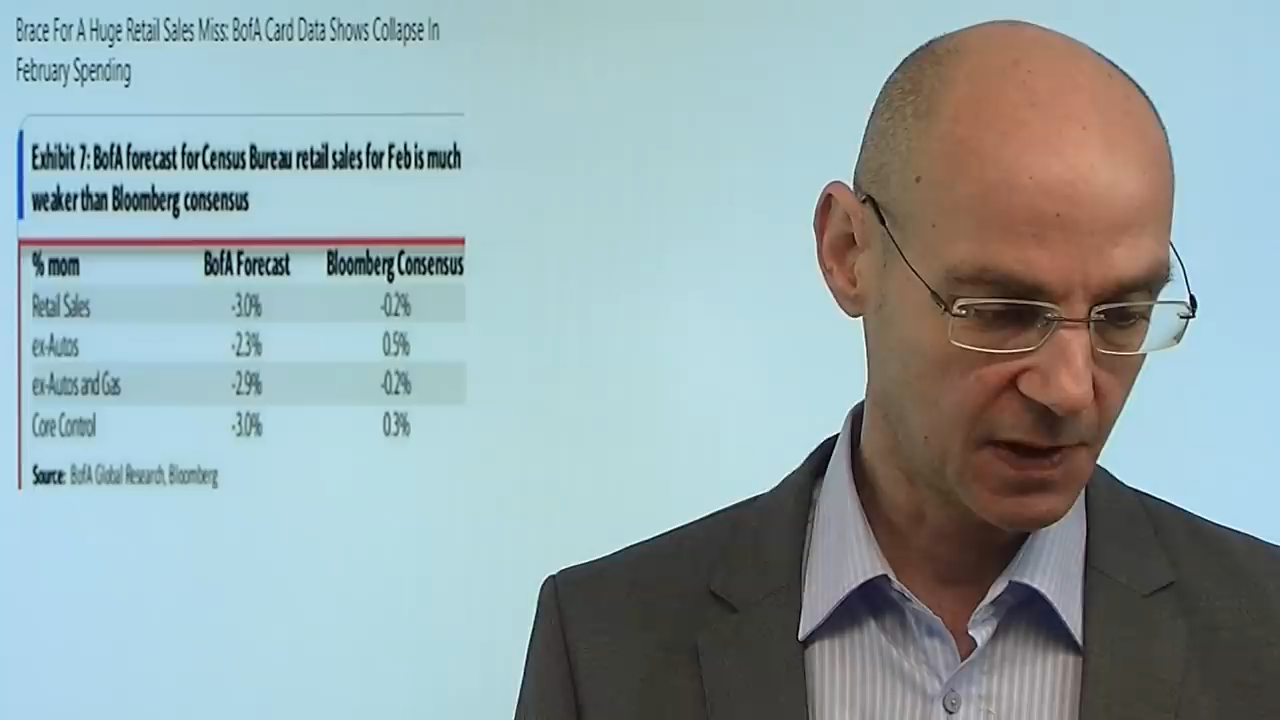 Brace For A Huge Retail Sales Miss: BofA Card Data Shows Collapse In
February Spending
Exhibit 7: BofA forecast for Census Bureau retail sales for Feb is much
weaker than Bloomberg consensus
% mom BofA Forecast Bloomberg Consensus
Retail Sales -3.0% -0.2%
ex-Autos -2.3% 0.5%
ex-Autos and Gas -2.9% -0.2%
Core Control -3.0% 0.3%
Source: BofA Global Research, Bloomberg